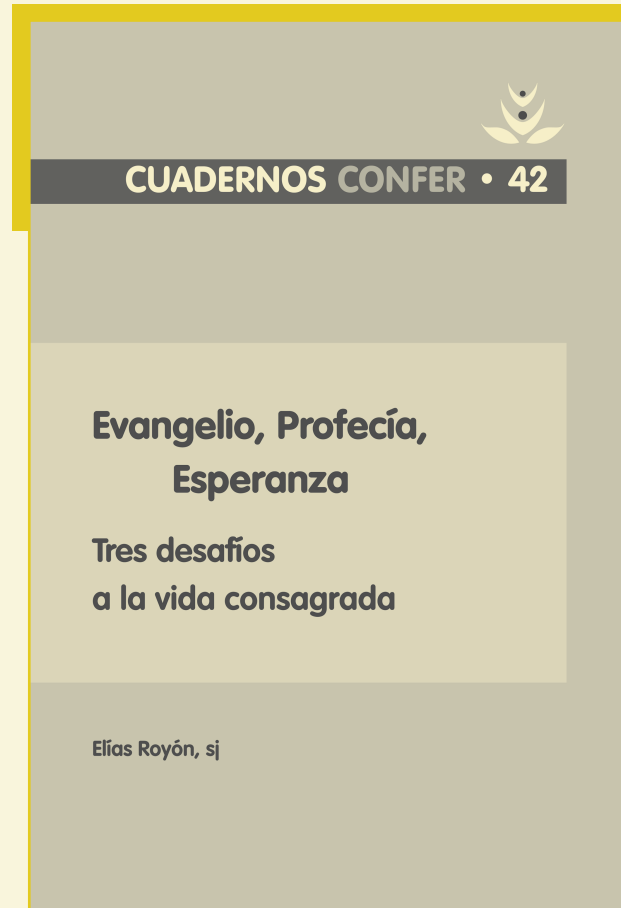 CUADERNOS CONFER • 42
Evangelio, Profecía,
Esperanza
Tres desafíos
a la vida consagrada
Elías Royón, sj